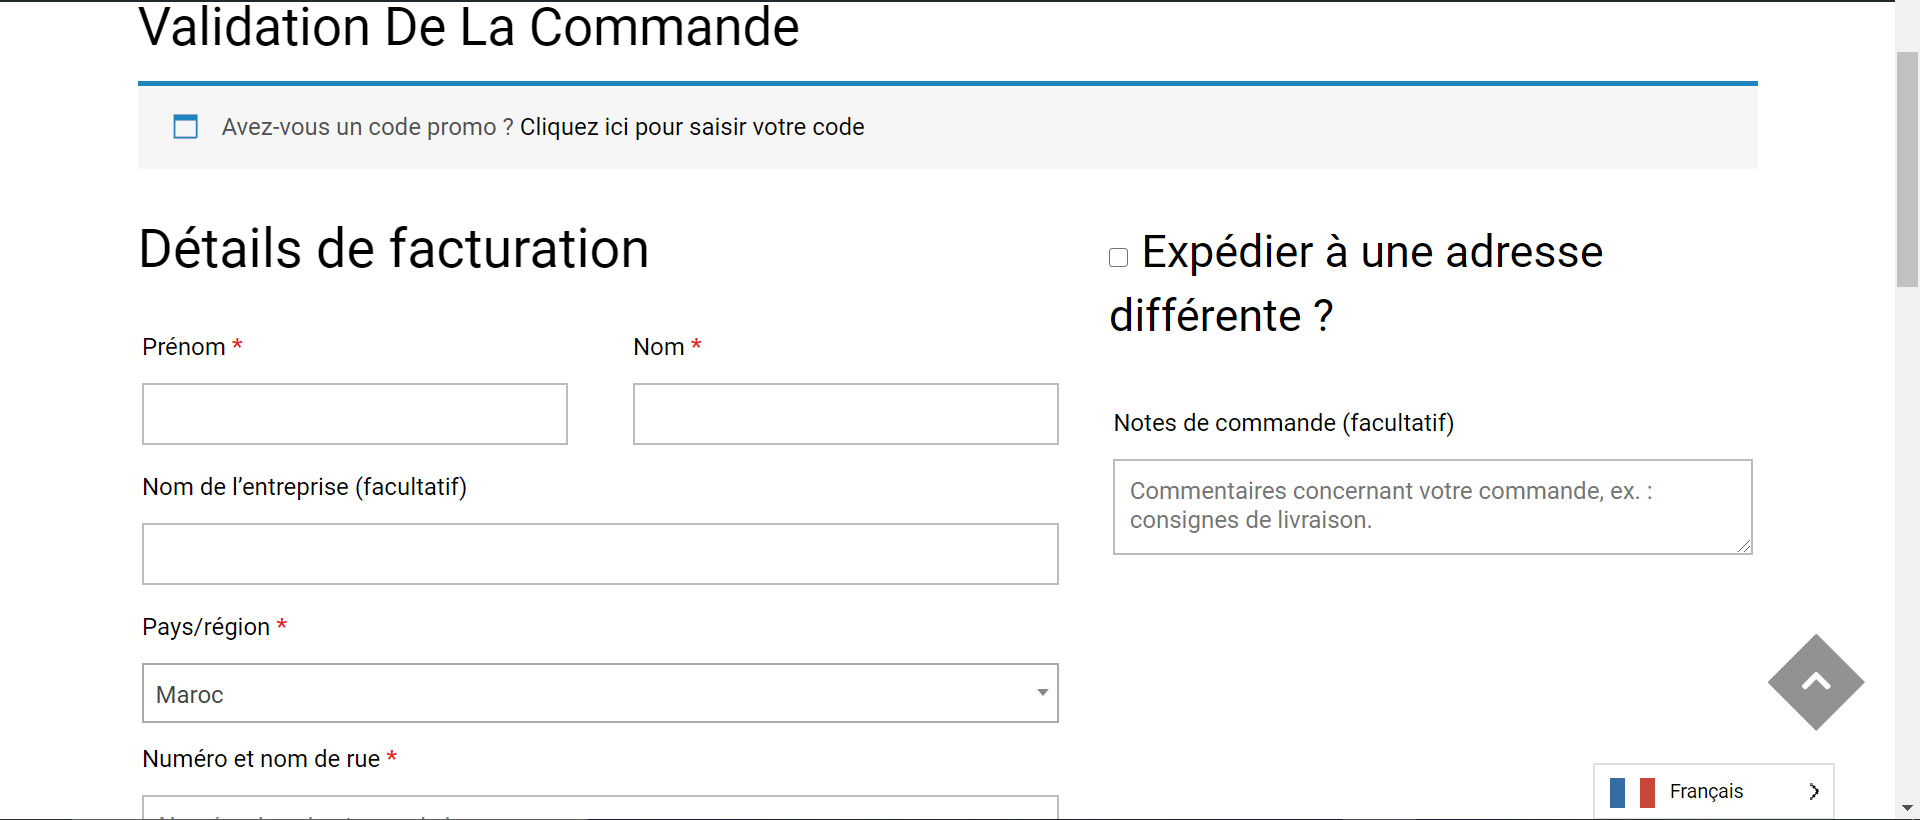 Validation De La Commande
Avez-vous un code promo ? Cliquez ici pour saisir votre code
Détails de facturation
Expédier à une adresse
différente ?
Prénom *
Nom *
Notes de commande (facultatif)
Commentaires concernant votre commande, ex. :
consignes de livraison.
Nom de l’entreprise (facultatif)
Pays/région *
Maroc
Numéro et nom de rue *
Français